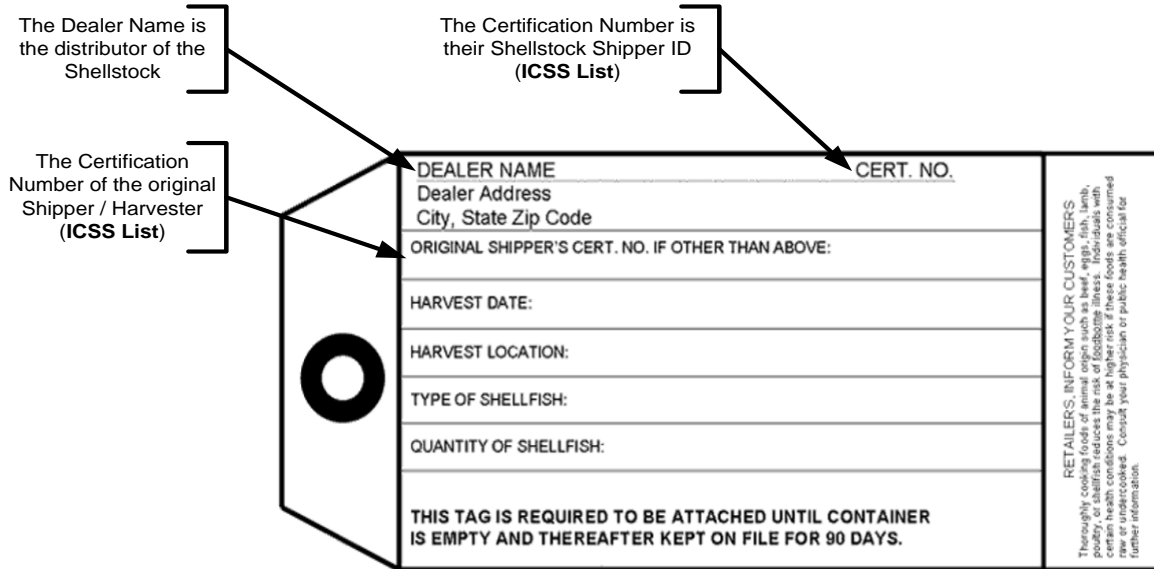 The Dealer Name is
the distributor of the
Shellstock
The Certification Number is
their Shellstock Shipper ID
(ICSS List)
The Certification
Number of the original
Shipper / Harvester
(ICSS List)
DEALER NAME CERT. NO.
Dealer Address
City, State Zip Code
ORIGINAL SHIPPER'S CERT. NO. IF OTHER THAN ABOVE:
HARVEST DATE:
HARVEST LOCATION:
TYPE OF SHELLFISH:
QUANTITY OF SHELLFISH:
THIS TAG IS REQUIRED TO BE ATTACHED UNTIL CONTAINER
IS EMPTY AND THEREAFTER KEPT ON FILE FOR 90 DAYS.
RETAILERS, INFORM YOUR CUSTOMERS
Thoroughly cooking foods of animal origin such as beef, eggs, fish, lamb,
poultry, or shellfish reduces the risk of foodborne illness. Individuals with
certain health conditions may be at higher risk if these foods are consumed
raw or undercooked. Consult your physician or public health official for
further information.